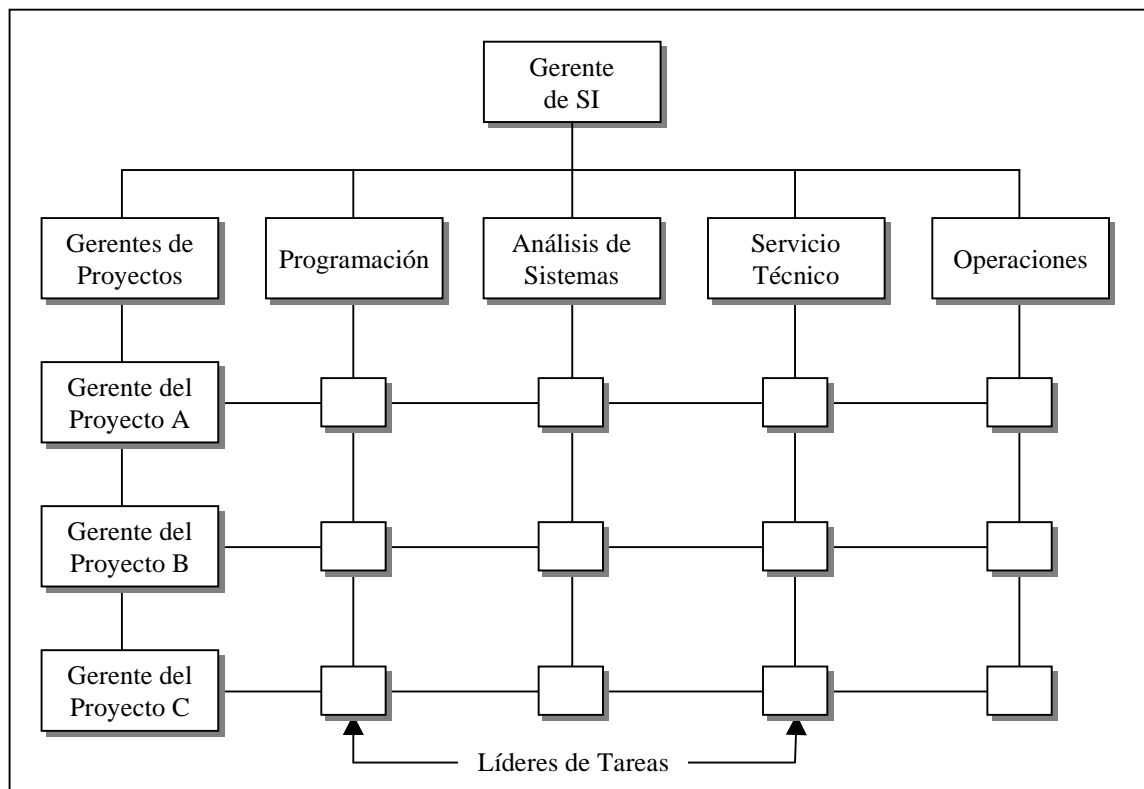 Gerente
de SI
Gerentes de
Proyectos
Programación
Análisis de
Sistemas
Servicio
Técnico
Operaciones
Gerente del
Proyecto A
Gerente del
Proyecto B
Gerente del
Proyecto C
Líderes de Tareas